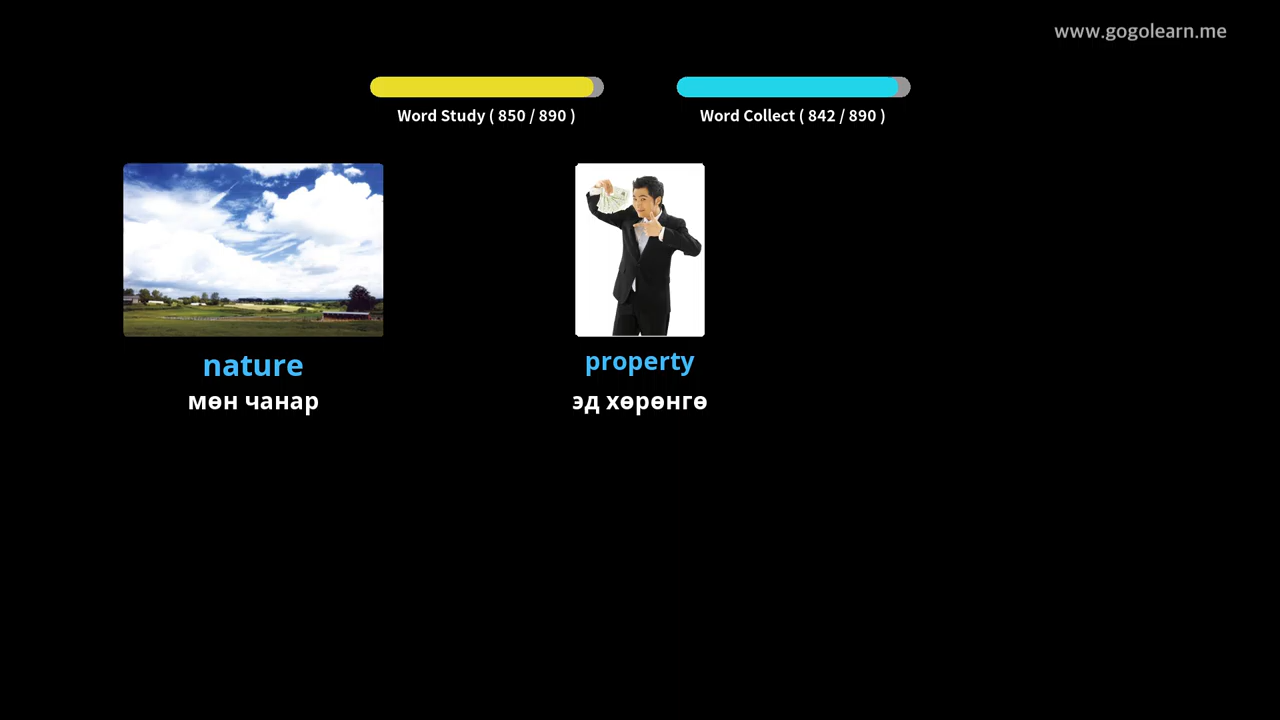 www.gogolearn.me
Word Study ( 850 / 890 )
Word Collect ( 842 / 890 )
nature
мөн чанар
property
эд хөрөнгө